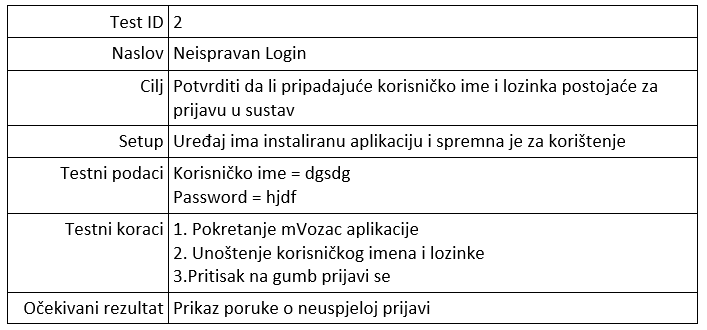 Test ID 2
Naslov Neispravan Login
Cilj Potvrditi da li pripadajuće korisničko ime i lozinka postojaće za
prijavu u sustav
Setup Uređaj ima instaliranu aplikaciju i spremna je za korištenje
Testni podaci Korisničko ime = dgsdg
Password = hjdf
Testni koraci 1. Pokretanje mVozac aplikacije
2. Unoštenje korisničkog imena i lozinke
3.Pritisak na gumb prijavi se
Očekivani rezultat Prikaz poruke o neuspjeloj prijavi